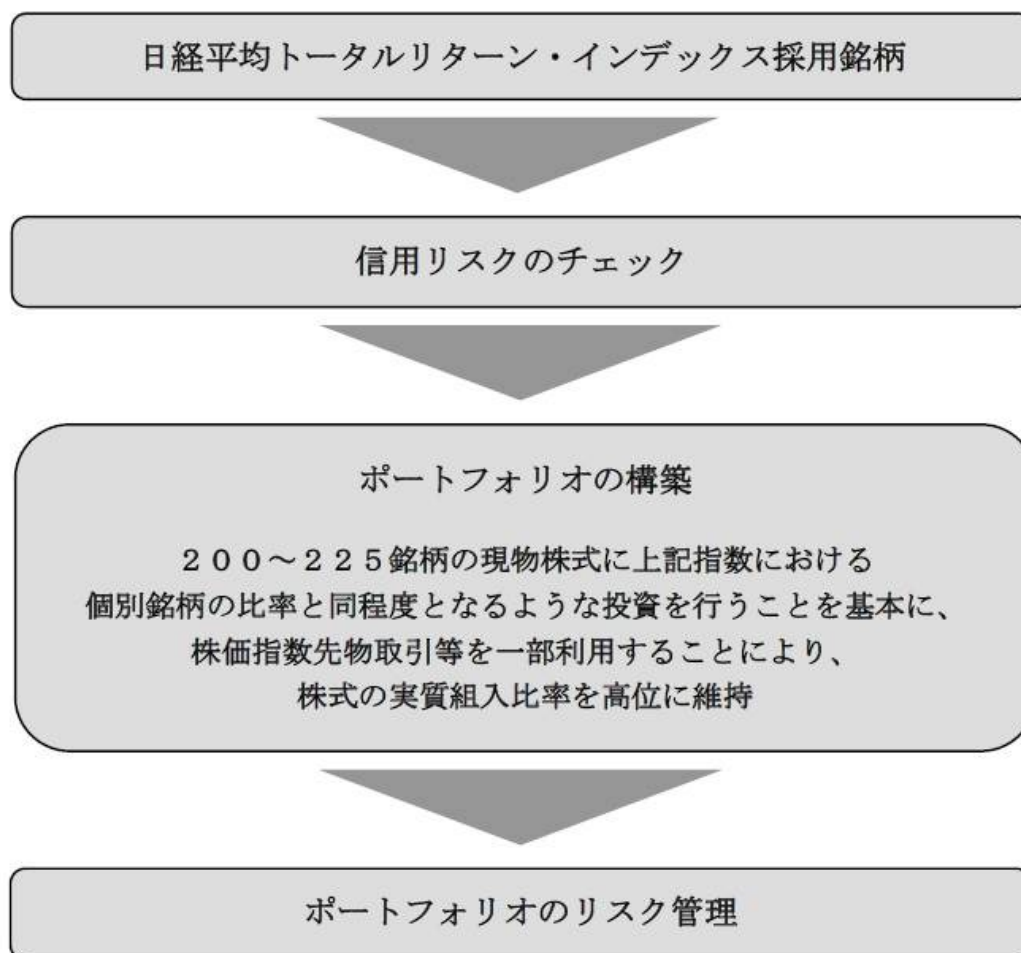 日経平均トータルリターン・インデックス採用銘柄
信用リスクのチェック
ポートフォリオの構築
２００～２２５銘柄の現物株式に上記指数における
個別銘柄の比率と同程度となるような投資を行うことを基本に、
株価指数先物取引等を一部利用することにより、
株式の実質組入比率を高位に維持
ポートフォリオのリスク管理